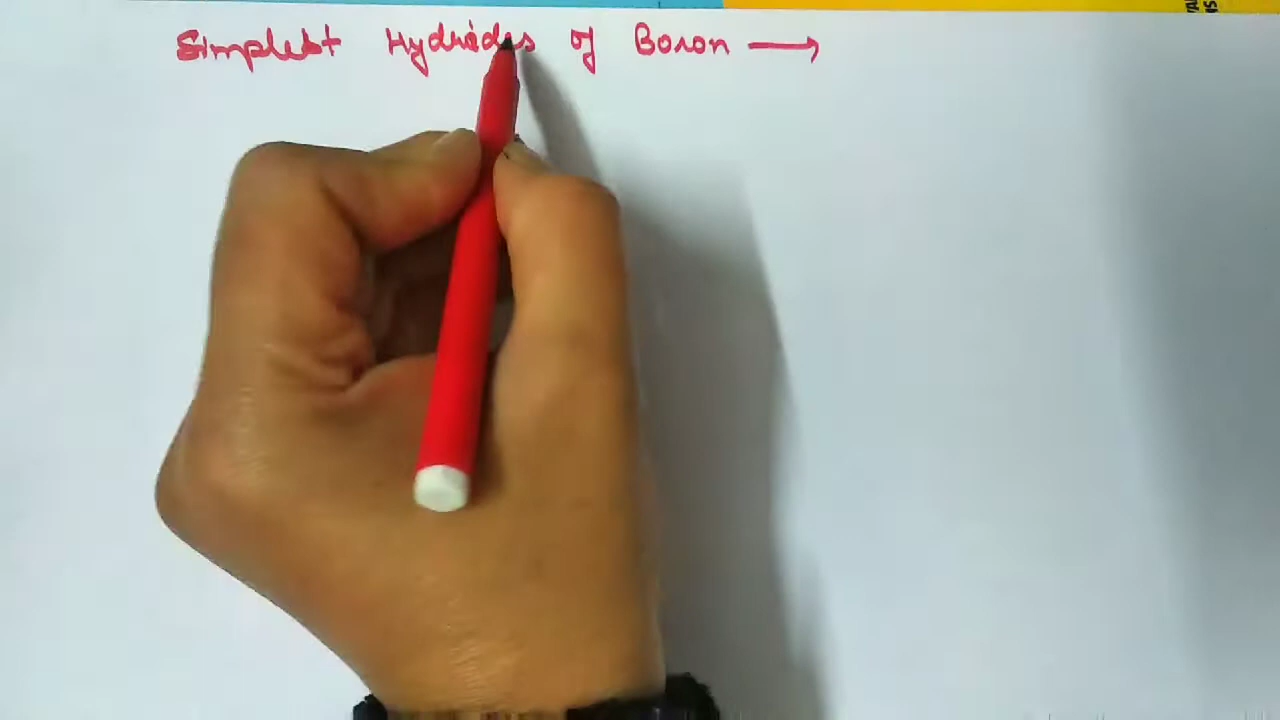 Simplest Hydrides of Boron ⟶